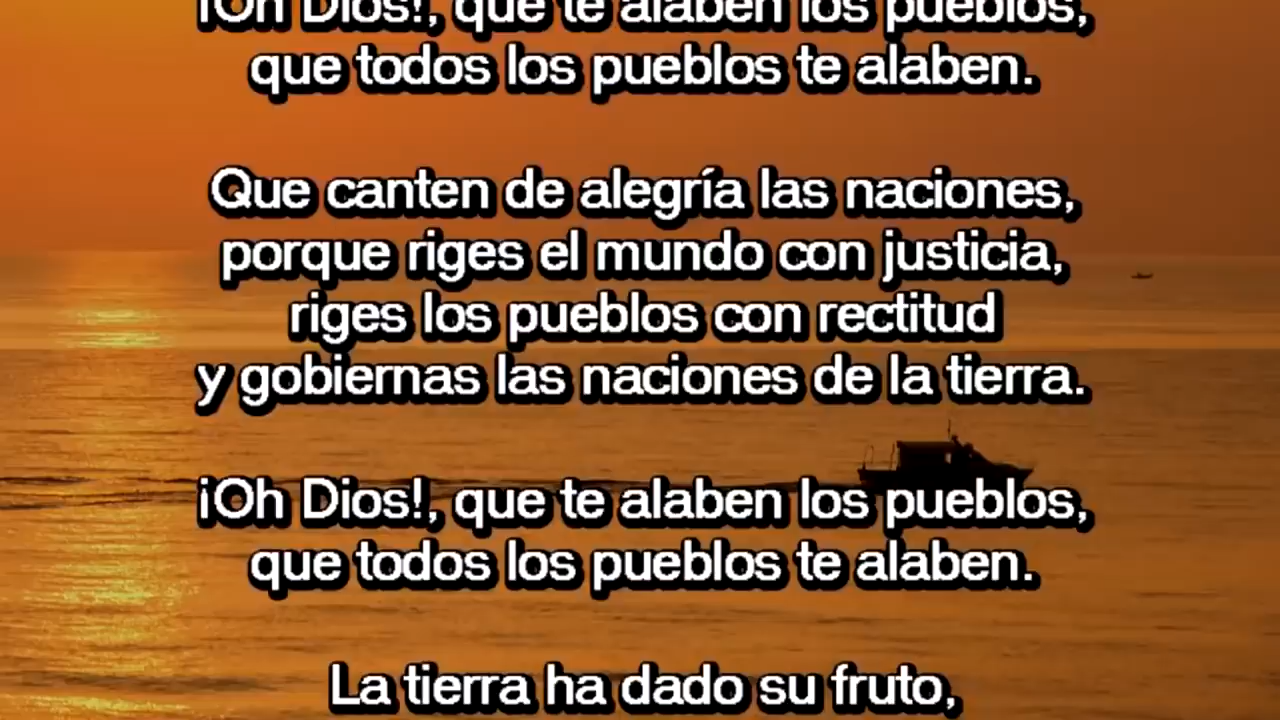 ¡Oh Dios!, que te alaben los pueblos,
que todos los pueblos te alaben.
Que canten de alegría las naciones,
porque riges el mundo con justicia,
riges los pueblos con rectitud
y gobiernas las naciones de la tierra.
¡Oh Dios!, que te alaben los pueblos,
que todos los pueblos te alaben.
La tierra ha dado su fruto,